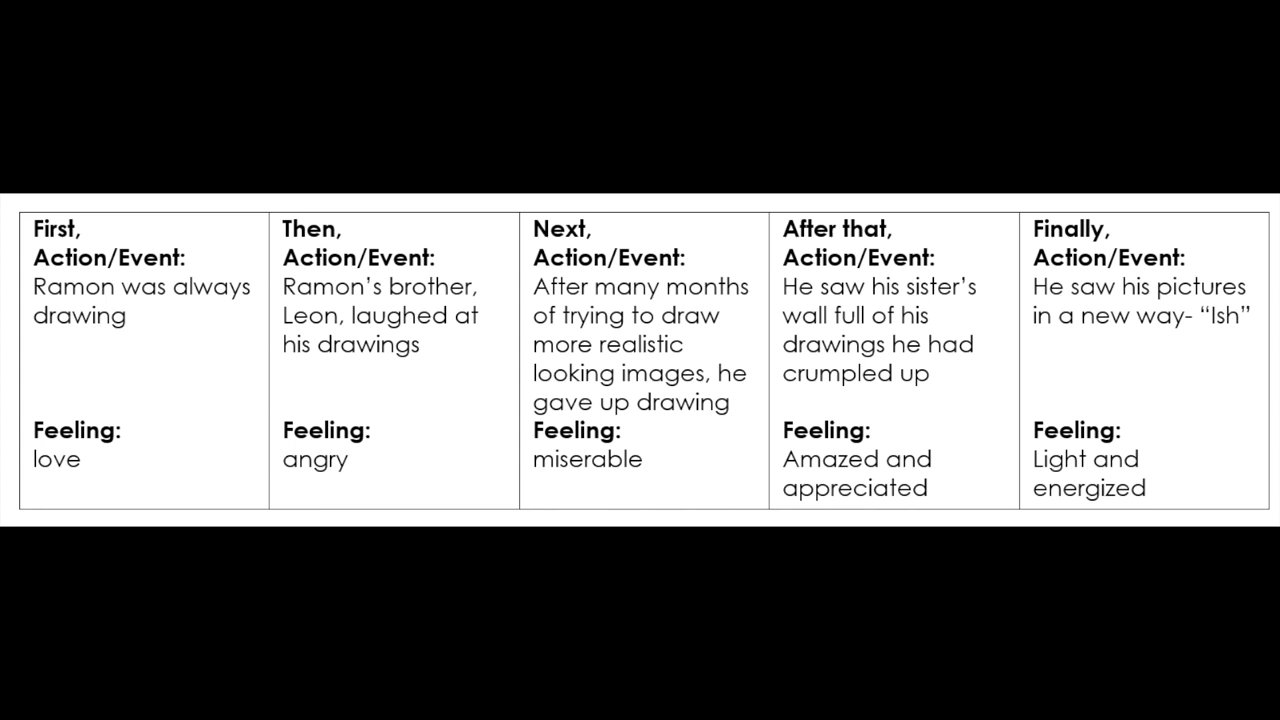 First,
Action/Event:
Ramon was always
drawing
Feeling:
love
Then,
Action/Event:
Ramon’s brother,
Leon, laughed at
his drawings
Feeling:
angry
Next,
Action/Event:
After many months
of trying to draw
more realistic
looking images, he
gave up drawing
Feeling:
miserable
After that,
Action/Event:
He saw his sister’s
wall full of his
drawings he had
crumpled up
Feeling:
Amazed and
appreciated
Finally,
Action/Event:
He saw his pictures
in a new way- “Ish”
Feeling:
Light and
energized